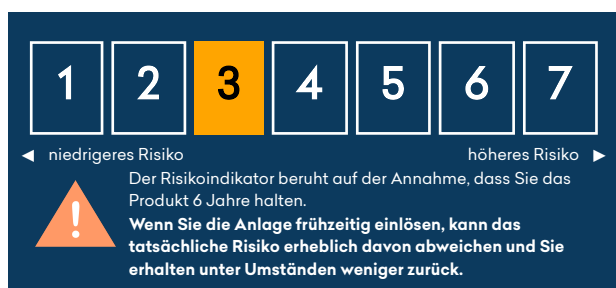 1 2 3 4 5 6 7
◄ niedrigeres Risiko höheres Risiko ►
Der Risikoindikator beruht auf der Annahme, dass Sie das
Produkt 6 Jahre halten.
Wenn Sie die Anlage frühzeitig einlösen, kann das
tatsächliche Risiko erheblich davon abweichen und Sie
erhalten unter Umständen weniger zurück.